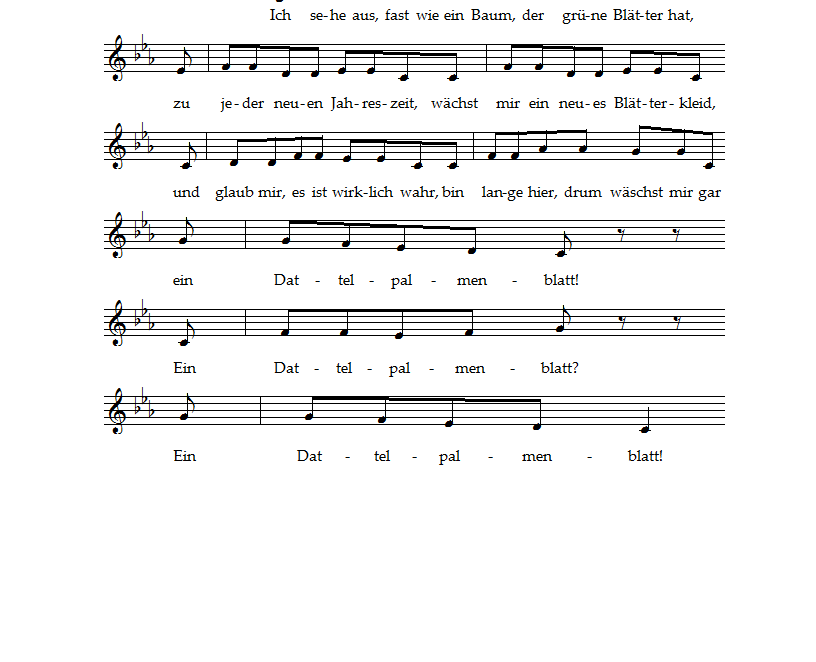 Ich se-he aus, fast wie ein Baum, der grü-ne Blät-ter hat,
zu je-der neu-en Jah-res-zeit, wächst mir ein neu-es Blät-ter-kleid,
und glaub mir, es ist wirk-lich wahr, bin lan-ge hier, drum wäschst mir gar
ein Dat - tel - pal - men - blatt!
Ein Dat - tel - pal - men - blatt?
Ein Dat - tel - pal - men - blatt!